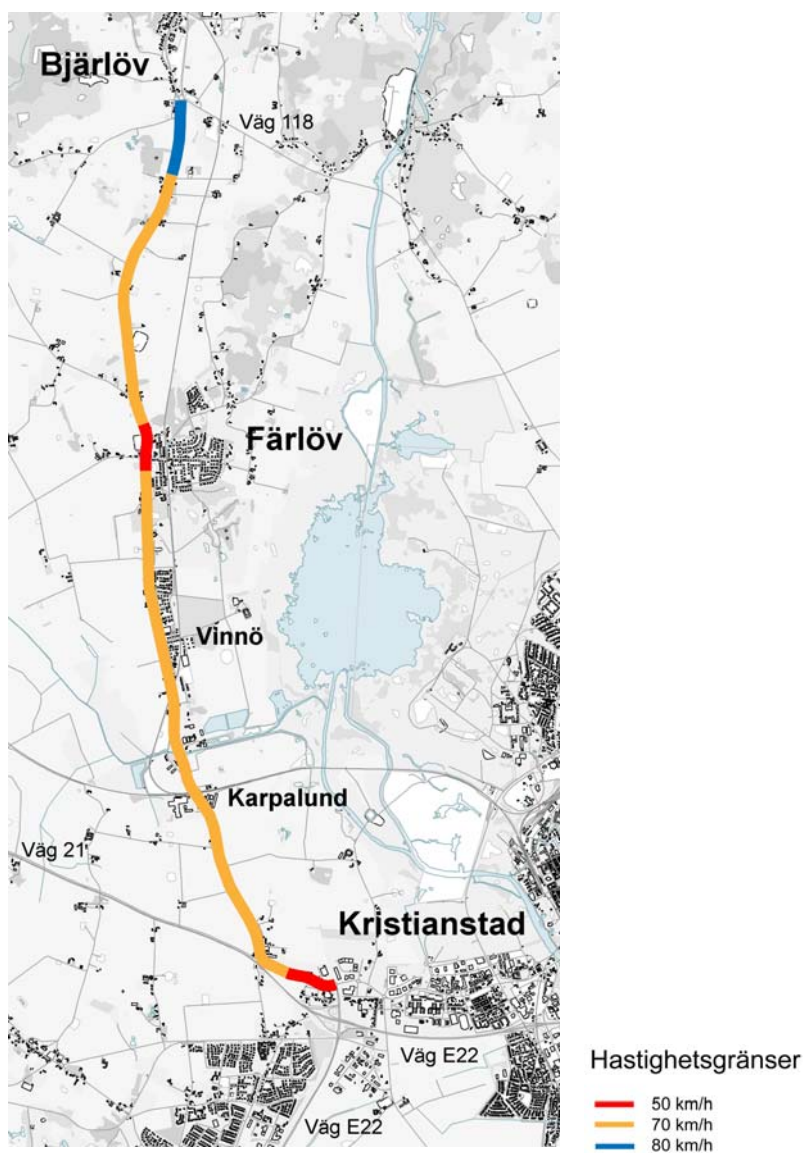 Bjärlöv
Väg 118
Färlöv
Vinnö
Karpalund
Väg 21
Kristianstad
Väg E22
Väg E22
Hastighetsgränser
50 km/h
70 km/h
80 km/h